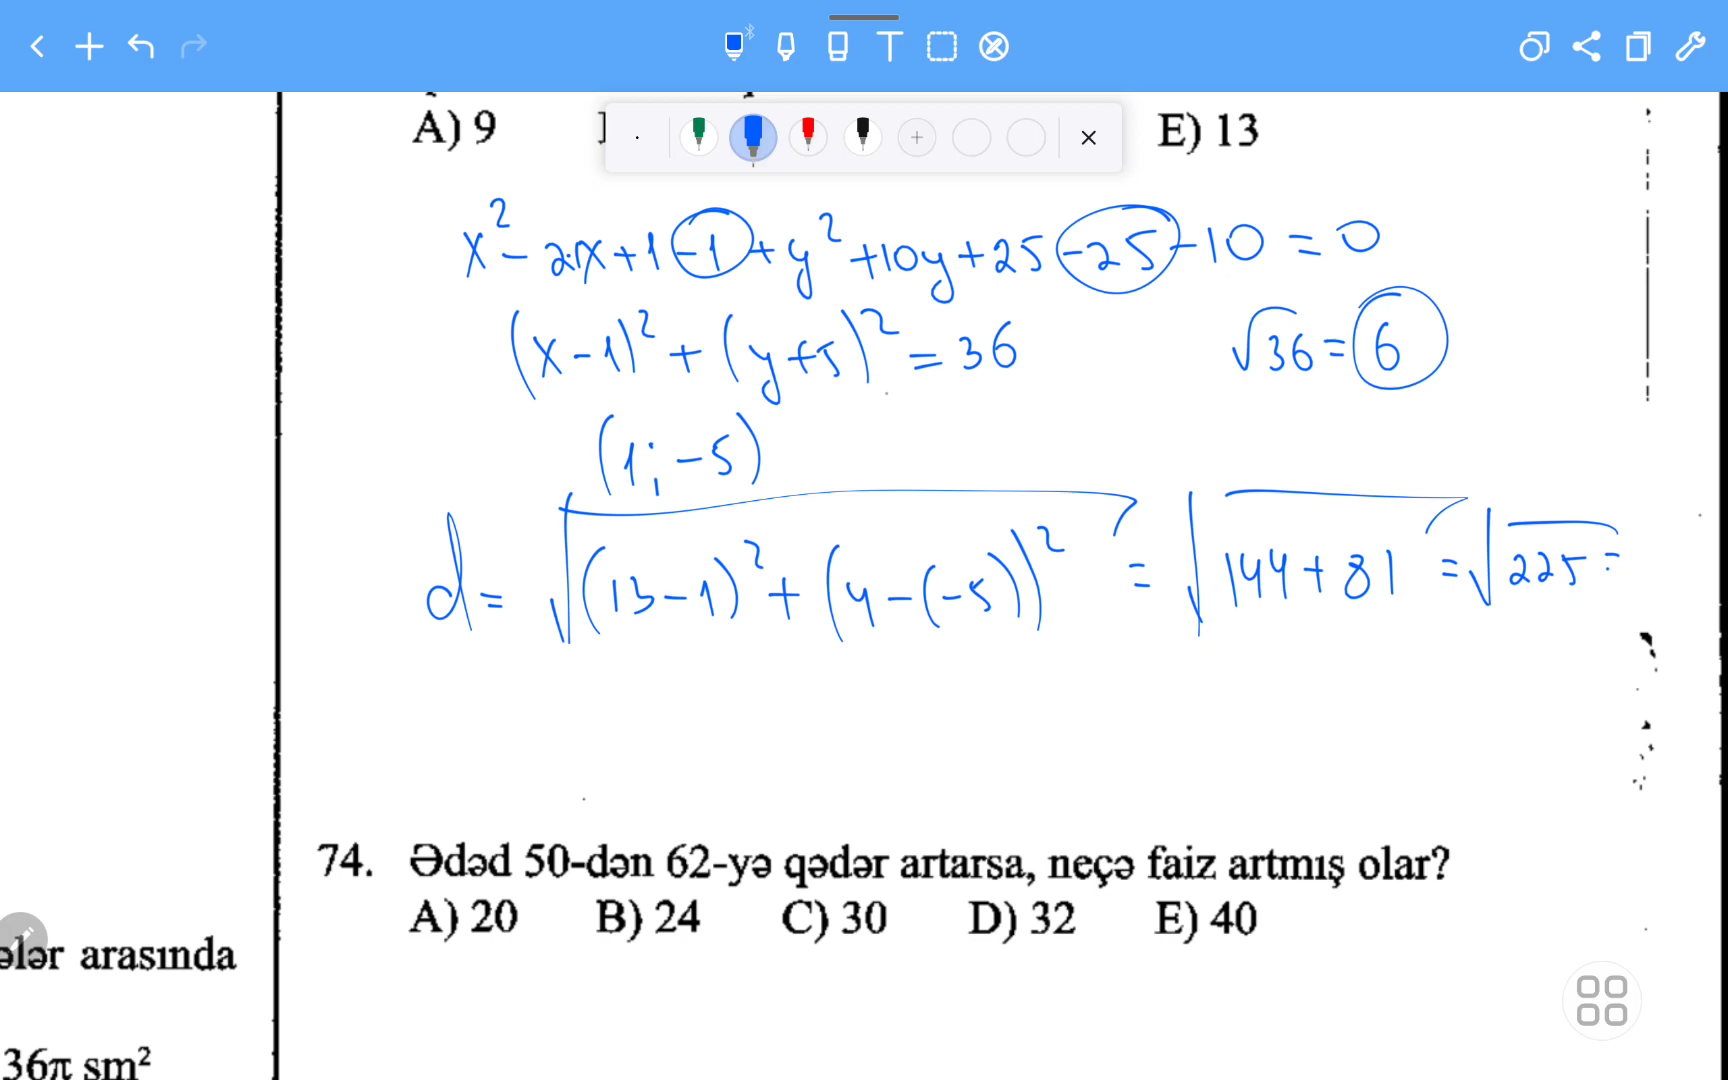 T
A) 9
E) 13
x² - 2x + 1 - 1 + y² + 10y + 25 - 25 - 10 = 0
(x - 1)² + (y + 5)² = 36
√36 = 6
(1; -5)
d = √((13 - 1)² + (4 - (-5))² = √144 + 81 = √225 =
74. Ədəd 50-dən 62-yə qədər artarsa, neçə faiz artmış olar?
A) 20 B) 24 C) 30 D) 32 E) 40
arasında
36π sm²